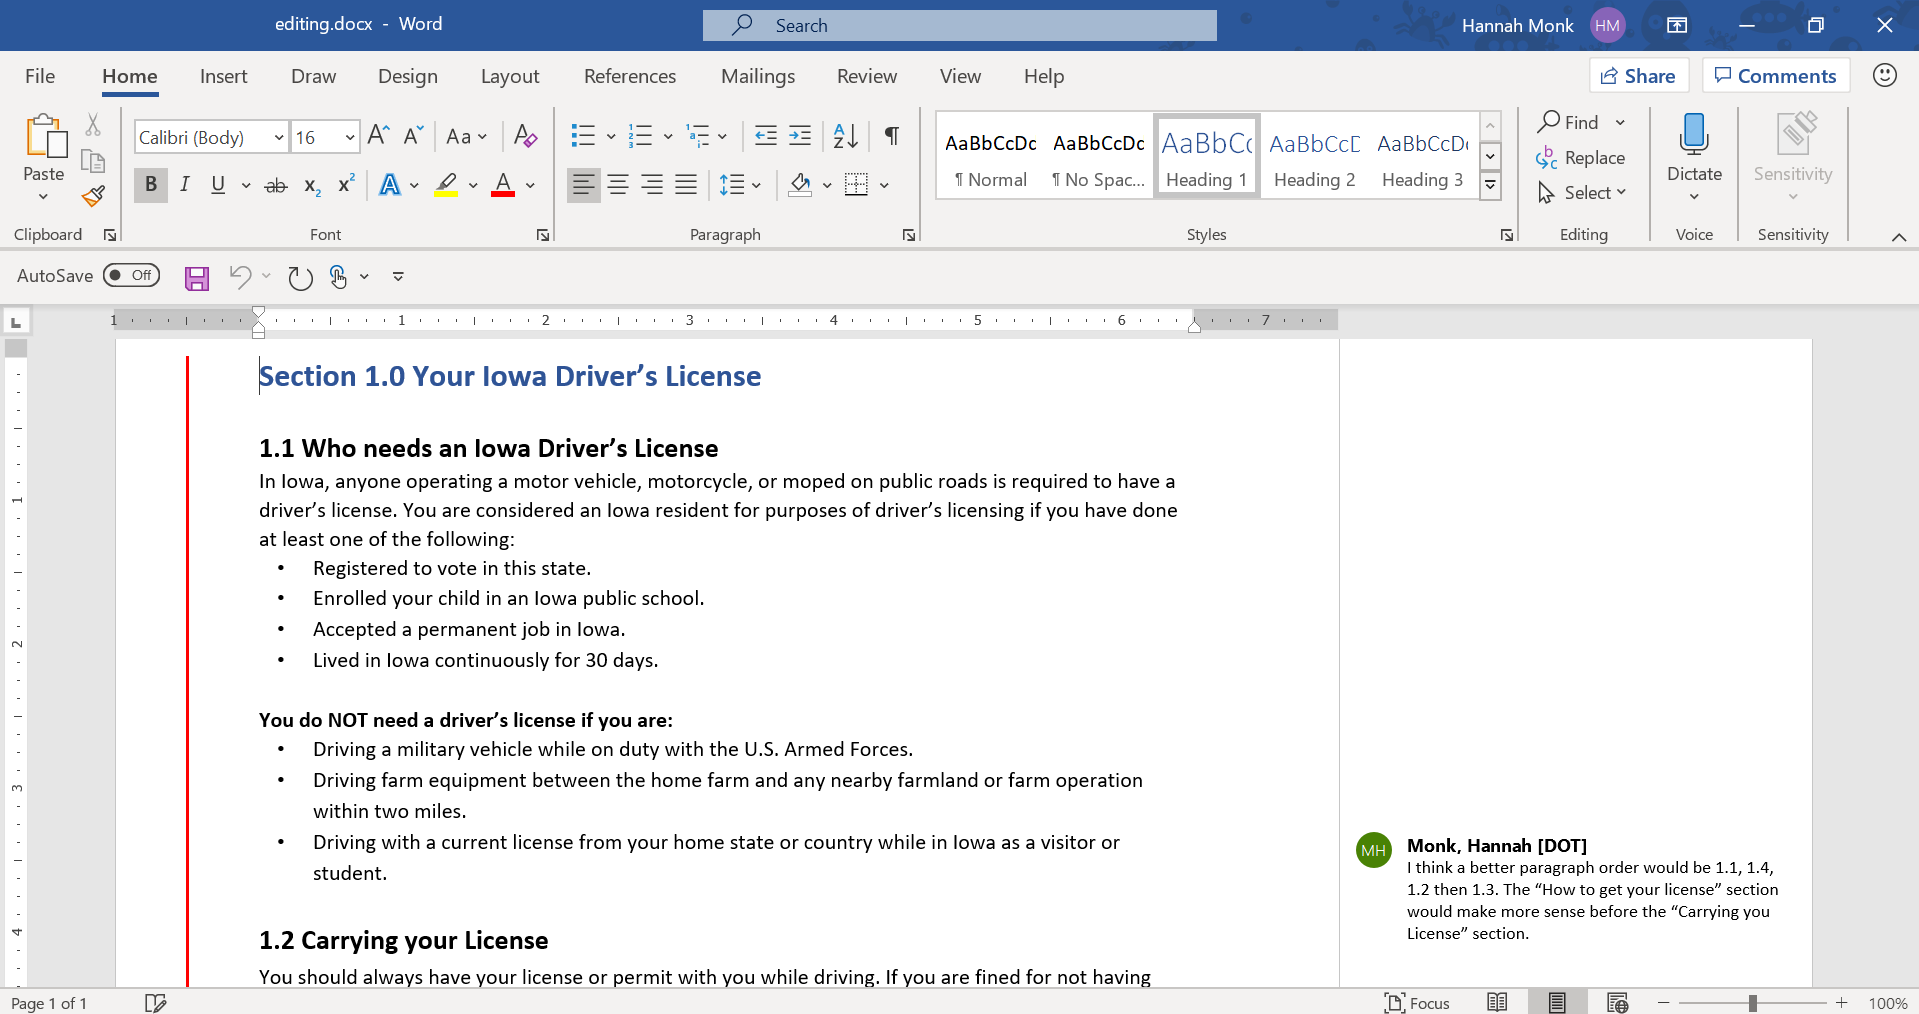 editing.docx - Word
Search
Hannah Monk HM
File Home Insert Draw Design Layout References Mailings Review View Help
Share Comments
Paste
Clipboard
Calibri (Body) 16
Aa
B I U ab x₂ x² A A
Font
Paragraph
AaBbCcDc AaBbCcDc AaBbCc AaBbCcD AaBbCcD
¶ Normal ¶ No Spac... Heading 1 Heading 2 Heading 3
Styles
Find
Replace
Select
Editing
Dictate
Voice
Sensitivity
Sensitivity
AutoSave Off
1 1 2 3 4 5 6 7
Section 1.0 Your Iowa Driver’s License
1.1 Who needs an Iowa Driver’s License
In Iowa, anyone operating a motor vehicle, motorcycle, or moped on public roads is required to have a
driver’s license. You are considered an Iowa resident for purposes of driver’s licensing if you have done
at least one of the following:
• Registered to vote in this state.
• Enrolled your child in an Iowa public school.
• Accepted a permanent job in Iowa.
• Lived in Iowa continuously for 30 days.
You do NOT need a driver’s license if you are:
• Driving a military vehicle while on duty with the U.S. Armed Forces.
• Driving farm equipment between the home farm and any nearby farmland or farm operation
within two miles.
• Driving with a current license from your home state or country while in Iowa as a visitor or
student.
1.2 Carrying your License
You should always have your license or permit with you while driving. If you are fined for not having
MH
Monk, Hannah [DOT]
I think a better paragraph order would be 1.1, 1.4,
1.2 then 1.3. The “How to get your license” section
would make more sense before the “Carrying you
License” section.
1
2
3
4
Page 1 of 1
Focus
100%